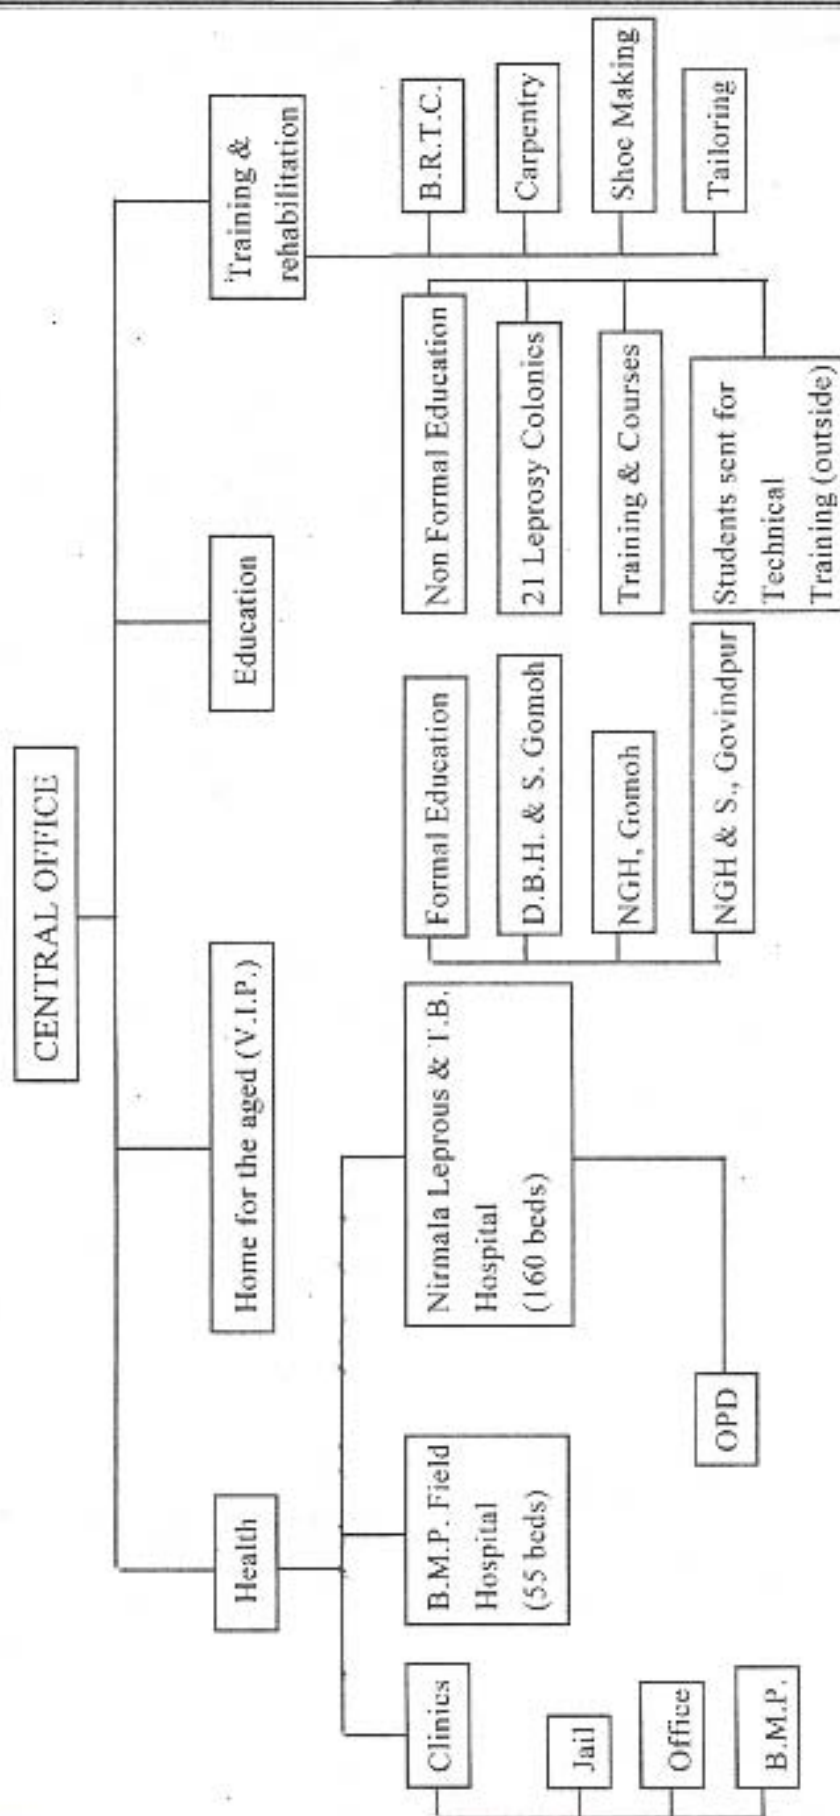 CENTRAL OFFICE
Health
Home for the aged (V.I.P.)
Education
Training &
rehabilitation
Clinics
Jail
Office
B.M.P.
B.M.P. Field
Hospital
(55 beds)
Nirmala Leprous & T.B.
Hospital
(160 beds)
OPD
Formal Education
D.B.H. & S. Gomoh
NGH, Gomoh
NGH & S., Govindpur
Non Formal Education
21 Leprosy Colonies
Training & Courses
Students sent for
Technical
Training (outside)
B.R.T.C.
Carpentry
Shoe Making
Tailoring